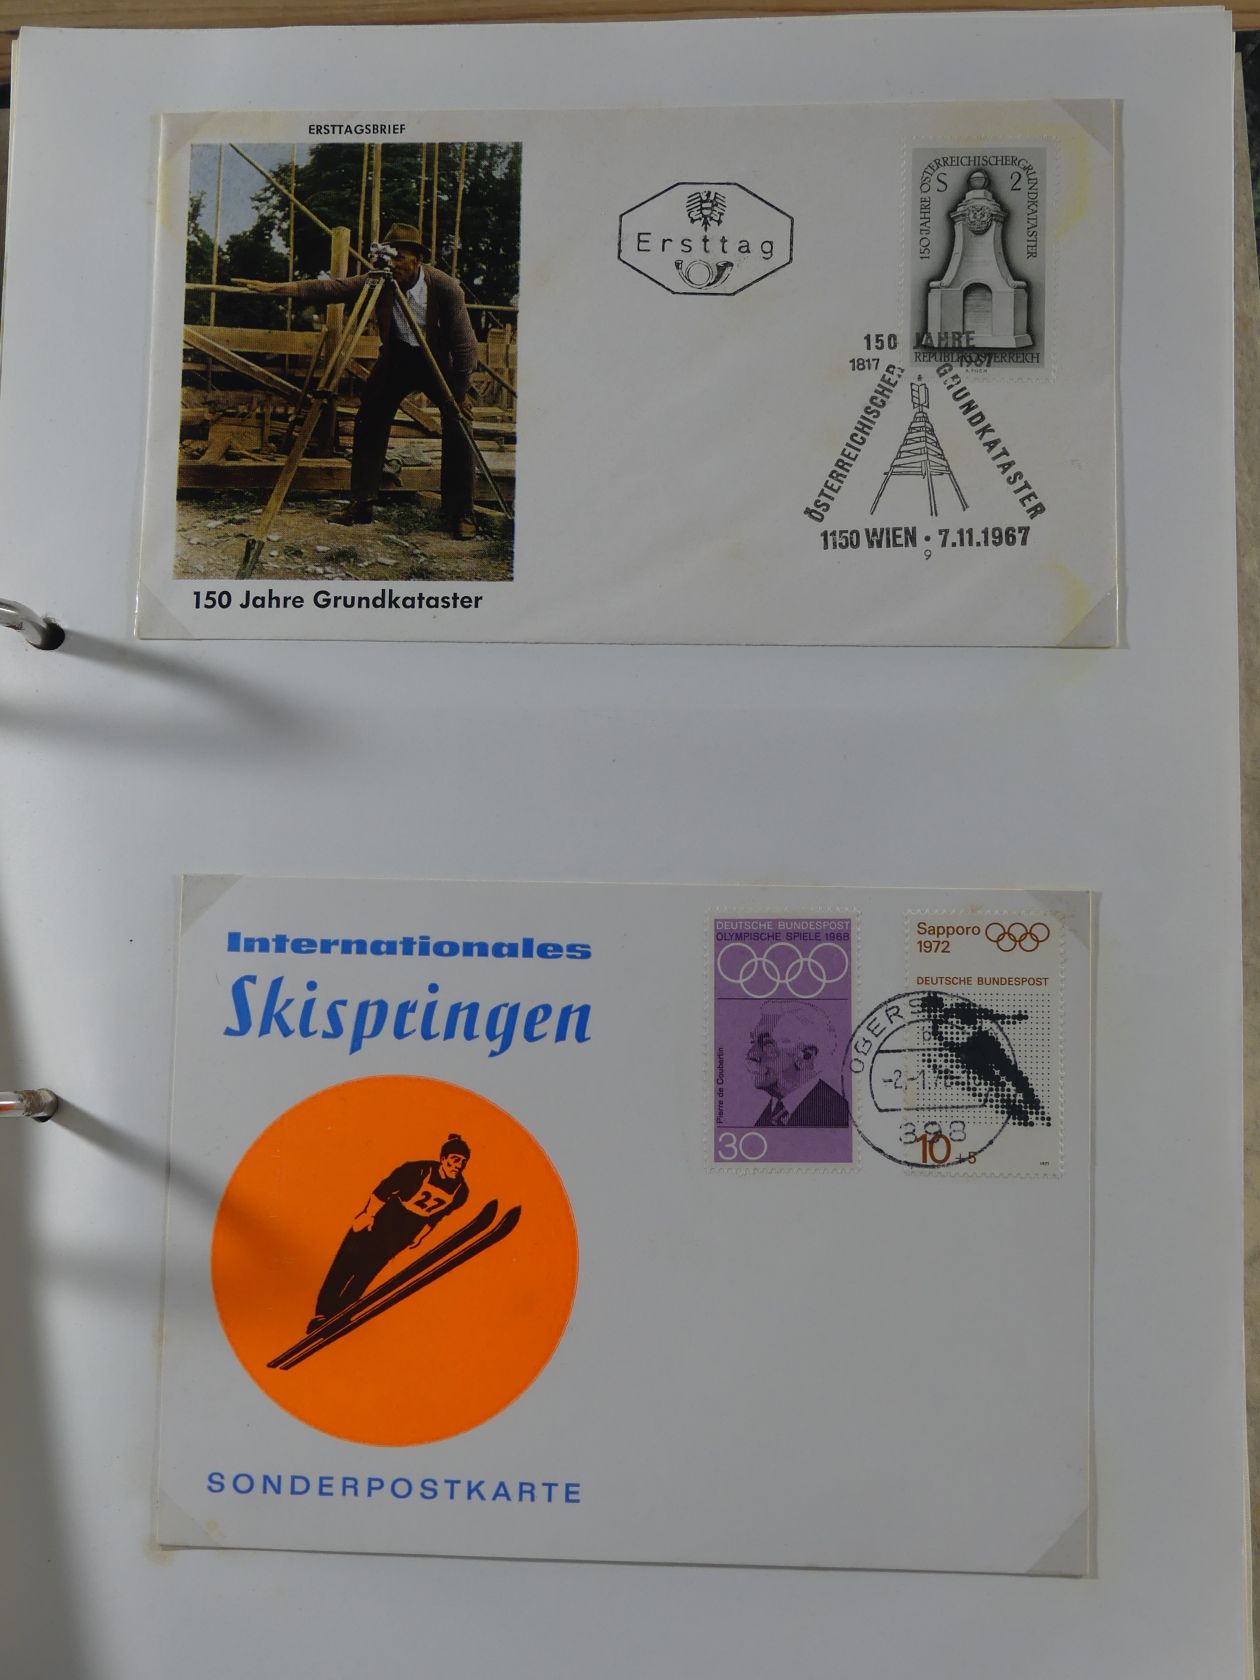 ERSTTAGSBRIEF
Ersttag
150 JAHRE ÖSTERREICHISCHER GRUNDKATASTER
S 2
REPUBLIK ÖSTERREICH
150 JAHRE
1817 1967
ÖSTERREICHISCHER GRUNDKATASTER
1150 WIEN · 7.11.1967
9
150 Jahre Grundkataster
Internationales
Skispringen
27
SONDERPOSTKARTE
DEUTSCHE BUNDESPOST
OLYMPISCHE SPIELE 1968
Pierre de Coubertin
30
Sapporo
1972
DEUTSCHE BUNDESPOST
10 +5
1971
398